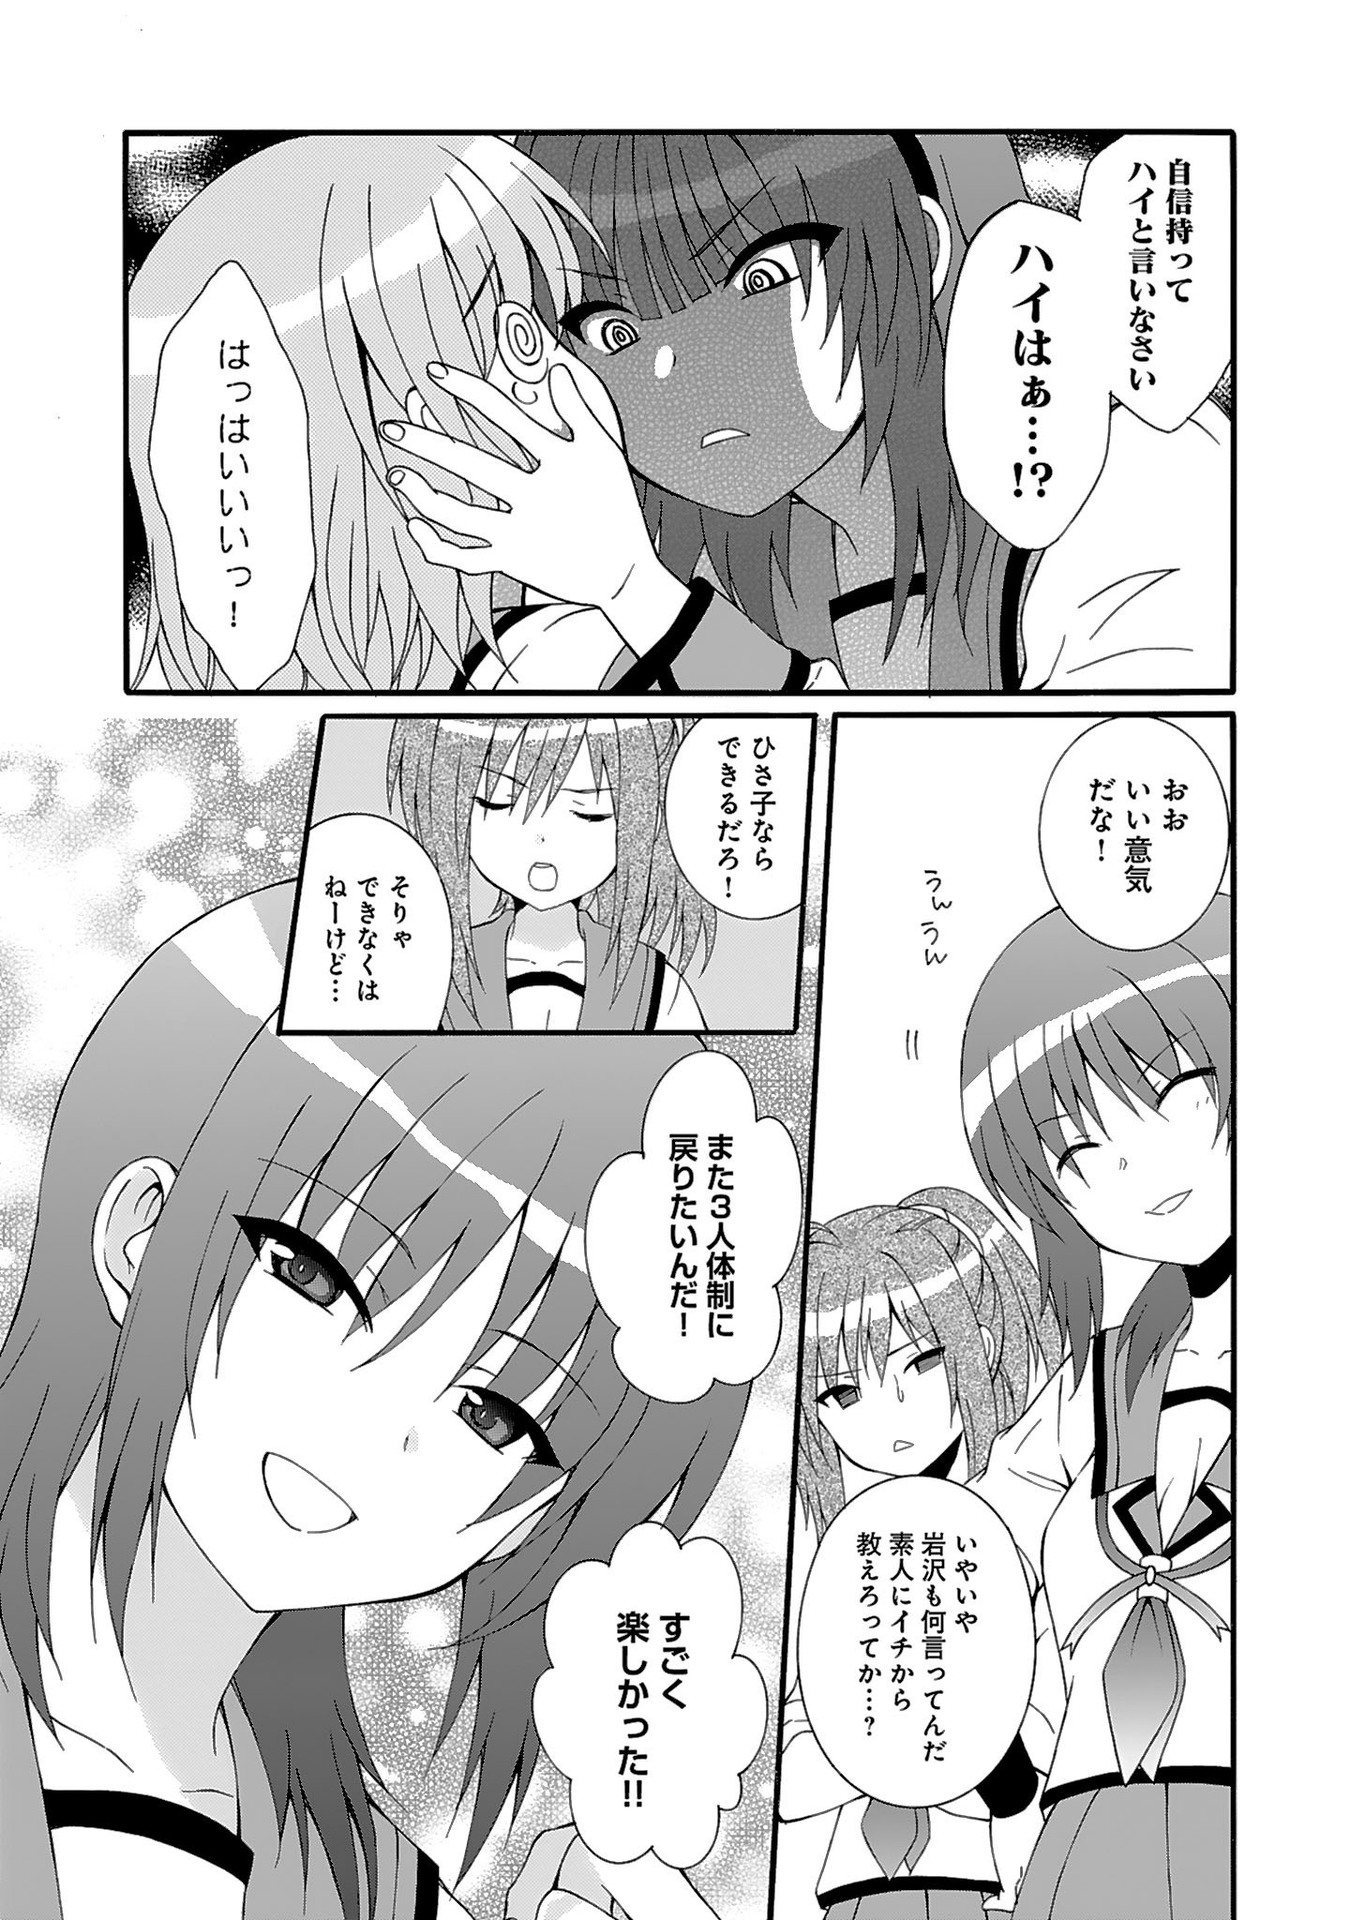 自信持って
ハイと言いなさい
ハイはぁ…!?
はっはいいいっ！
おお
いい意気
だな！
うんうん
いやいや
岩沢も何言ってんだ
素人にイチから
教えろってか…？
ひさ子なら
できるだろ！
そりゃ
できなくは
ねーけど…
また３人体制に
戻りたいんだ！
すごく
楽しかった!!